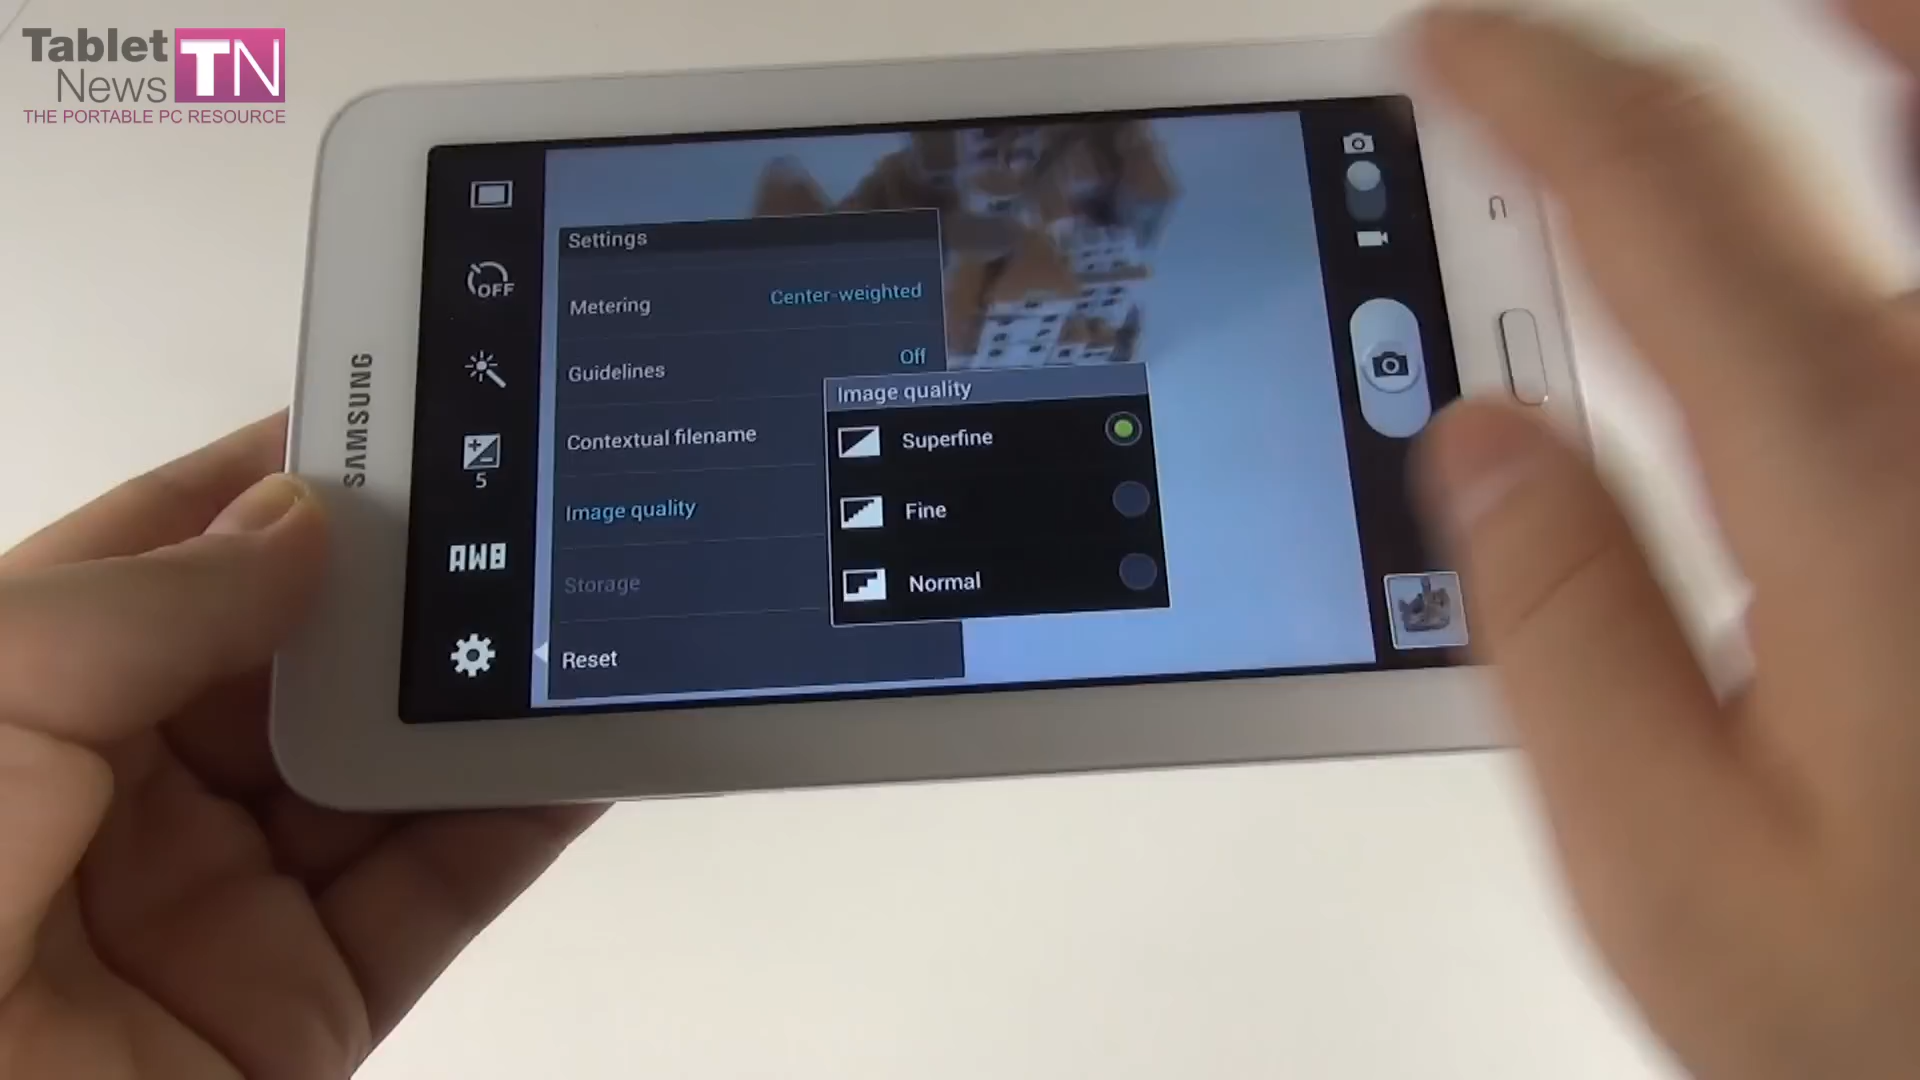 Tablet
News TN
THE PORTABLE PC RESOURCE
SAMSUNG
OFF
5
AWB
Settings
Metering Center-weighted
Guidelines Off
Contextual filename
Image quality
Storage
Reset
Image quality
Superfine
Fine
Normal